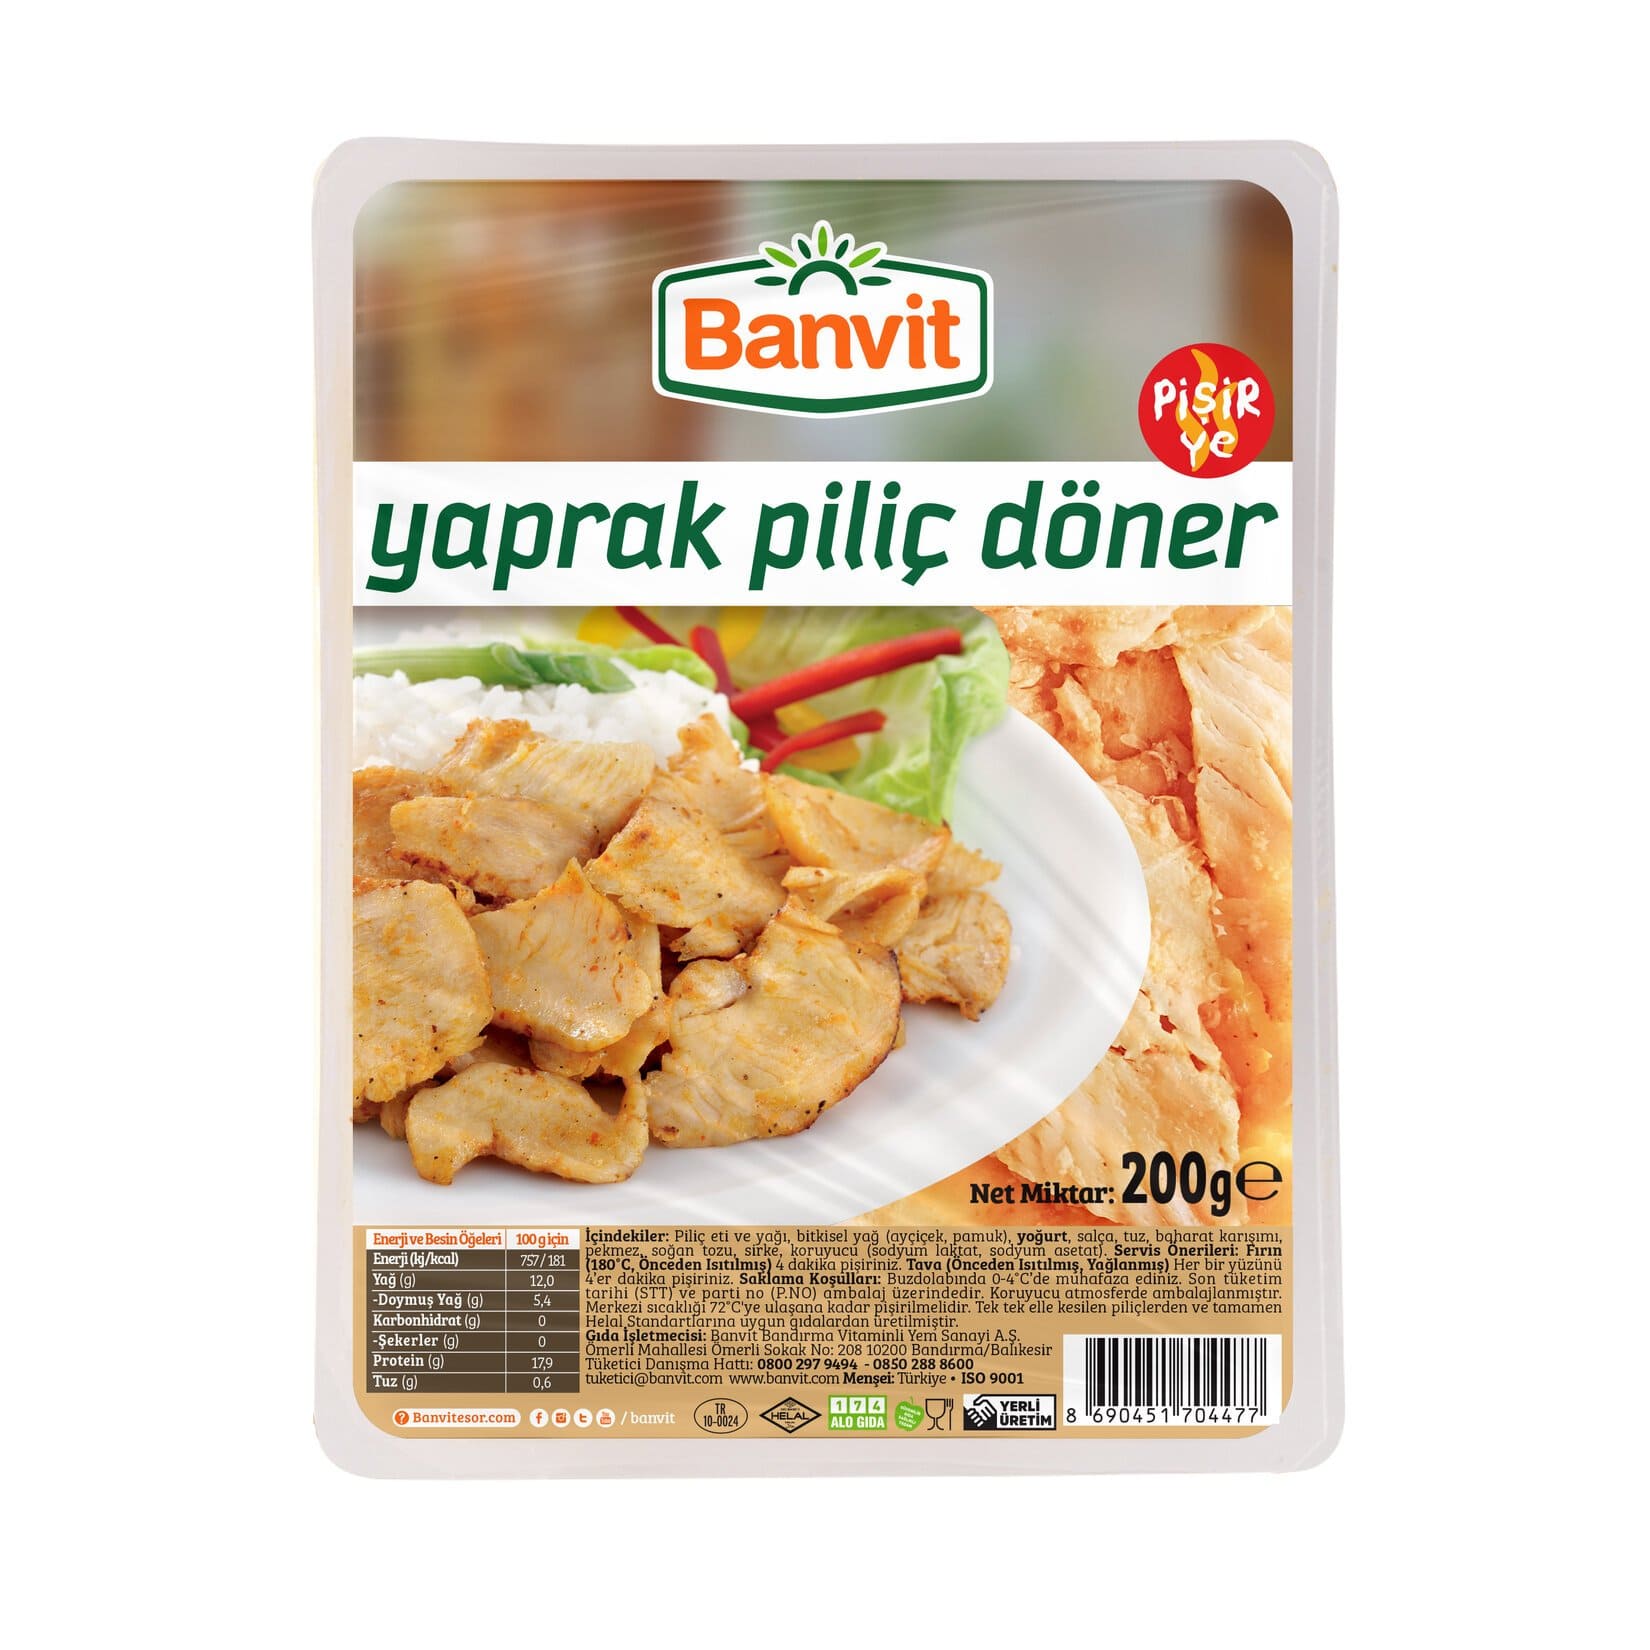 Banvit
PiŞİR
Ye
yaprak piliç döner
Net Miktar: 200g℮
Enerji ve Besin Öğeleri 100 g için
Enerji (kj/kcal) 757 / 181
Yağ (g) 12,0
-Doymuş Yağ (g) 5,4
Karbonhidrat (g) 0
-Şekerler (g) 0
Protein (g) 17,9
Tuz (g) 0,6
İçindekiler: Piliç eti ve yağı, bitkisel yağ (ayçiçek, pamuk), yoğurt, salça, tuz, baharat karışımı,
pekmez, soğan tozu, sirke, koruyucu (sodyum laktat, sodyum asetat). Servis Önerileri: Fırın
(180°C, Önceden Isıtılmış) 4 dakika pişiriniz. Tava (Önceden Isıtılmış, Yağlanmış) Her bir yüzünü
4'er dakika pişiriniz. Saklama Koşulları: Buzdolabında 0-4°C'de muhafaza ediniz. Son tüketim
tarihi (STT) ve parti no (P.NO) ambalaj üzerindedir. Koruyucu atmosferde ambalajlanmıştır.
Merkezi sıcaklığı 72°C'ye ulaşana kadar pişirilmelidir. Tek tek elle kesilen piliçlerden ve tamamen
Helal Standartlarına uygun gıdalardan üretilmiştir.
Gıda İşletmecisi: Banvit Bandırma Vitaminli Yem Sanayi A.Ş.
Ömerli Mahallesi Ömerli Sokak No: 208 10200 Bandırma/Balıkesir
Tüketici Danışma Hattı: 0800 297 9494 - 0850 288 8600
tuketici@banvit.com www.banvit.com Menşei: Türkiye • ISO 9001
? Banvitesor.com
/ banvit
TR
10-0024
HELAL
174
ALO GIDA
YERLİ
ÜRETİM
8 690451 704477